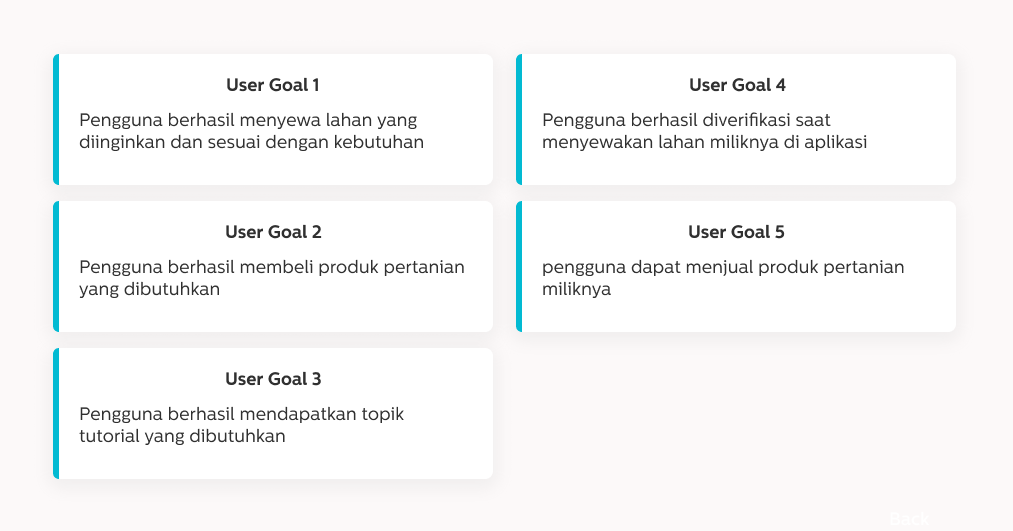 User Goal 1
Pengguna berhasil menyewa lahan yang
diinginkan dan sesuai dengan kebutuhan
User Goal 2
Pengguna berhasil membeli produk pertanian
yang dibutuhkan
User Goal 3
Pengguna berhasil mendapatkan topik
tutorial yang dibutuhkan
User Goal 4
Pengguna berhasil diverifikasi saat
menyewakan lahan miliknya di aplikasi
User Goal 5
pengguna dapat menjual produk pertanian
miliknya
Back